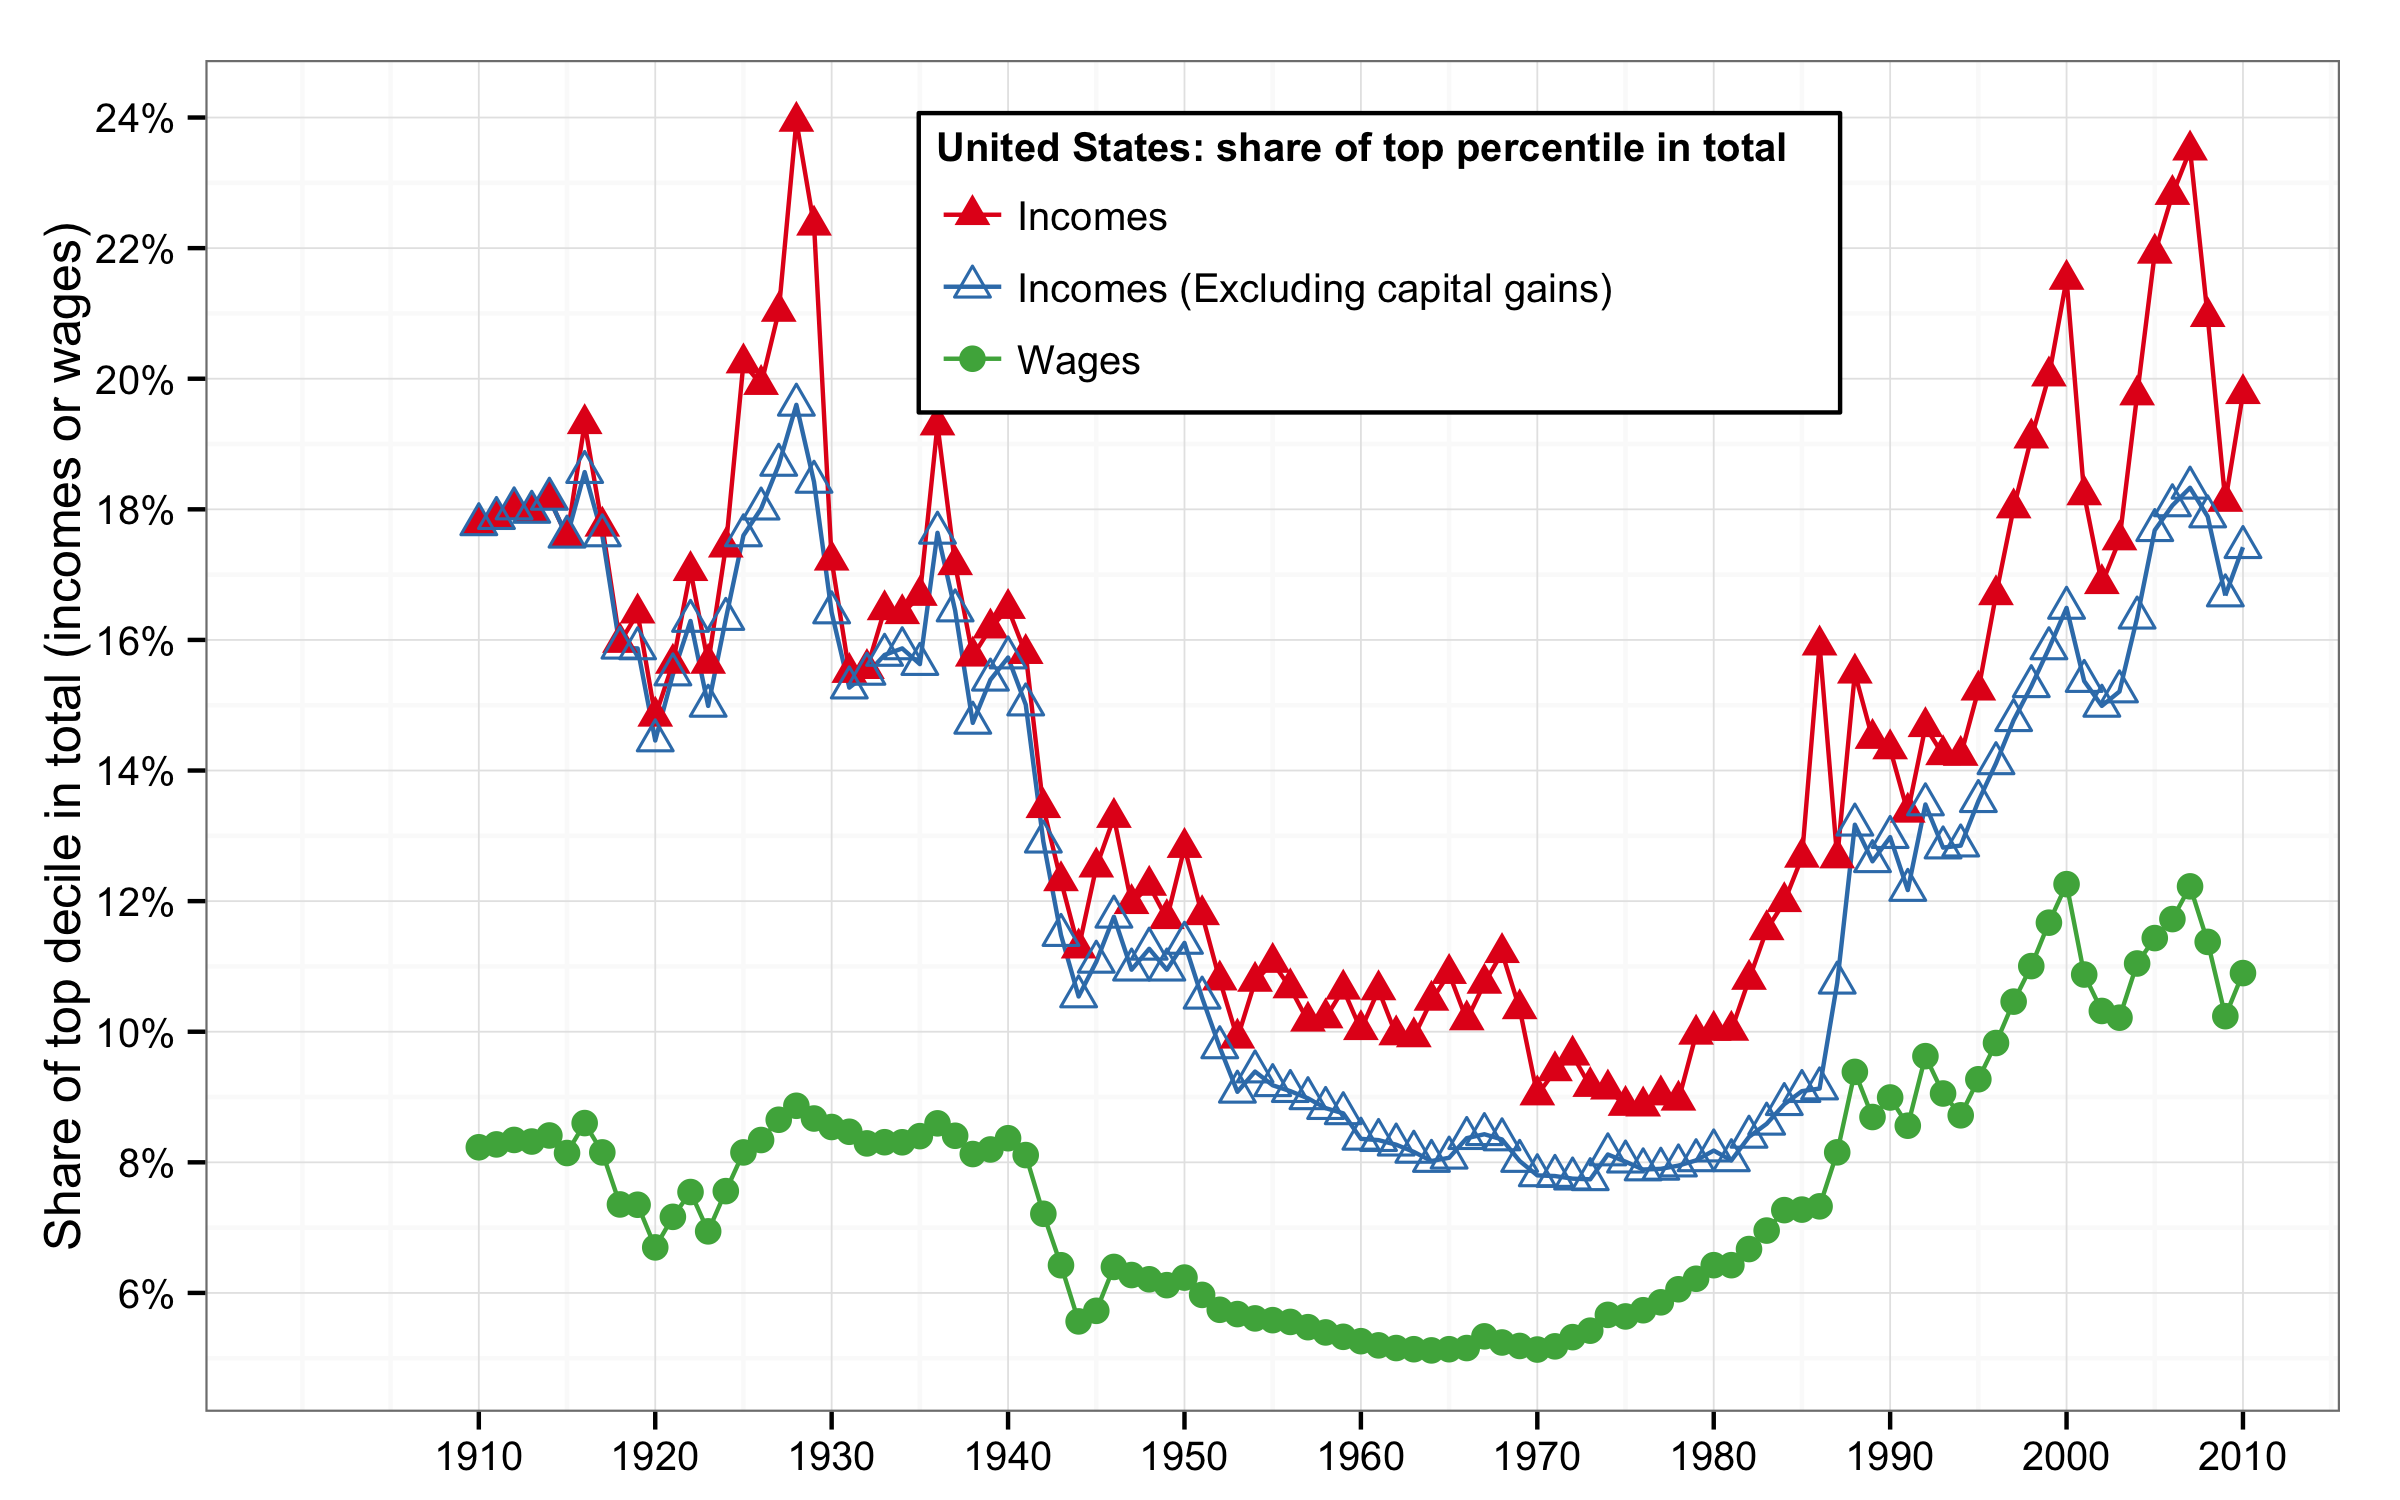 United States: share of top percentile in total
Incomes
Incomes (Excluding capital gains)
Wages
Share of top decile in total (incomes or wages)
24%
22%
20%
18%
16%
14%
12%
10%
8%
6%
1910 1920 1930 1940 1950 1960 1970 1980 1990 2000 2010